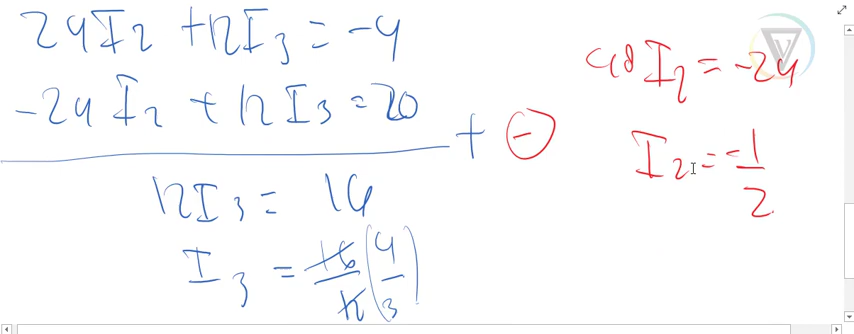 24I2 +12I3 = -4
-24I2 + 12I3 = 20
+ -
12I3 = 16
I3 = 16/12 (4/3)
48I2 = -24
I2 = -1/2